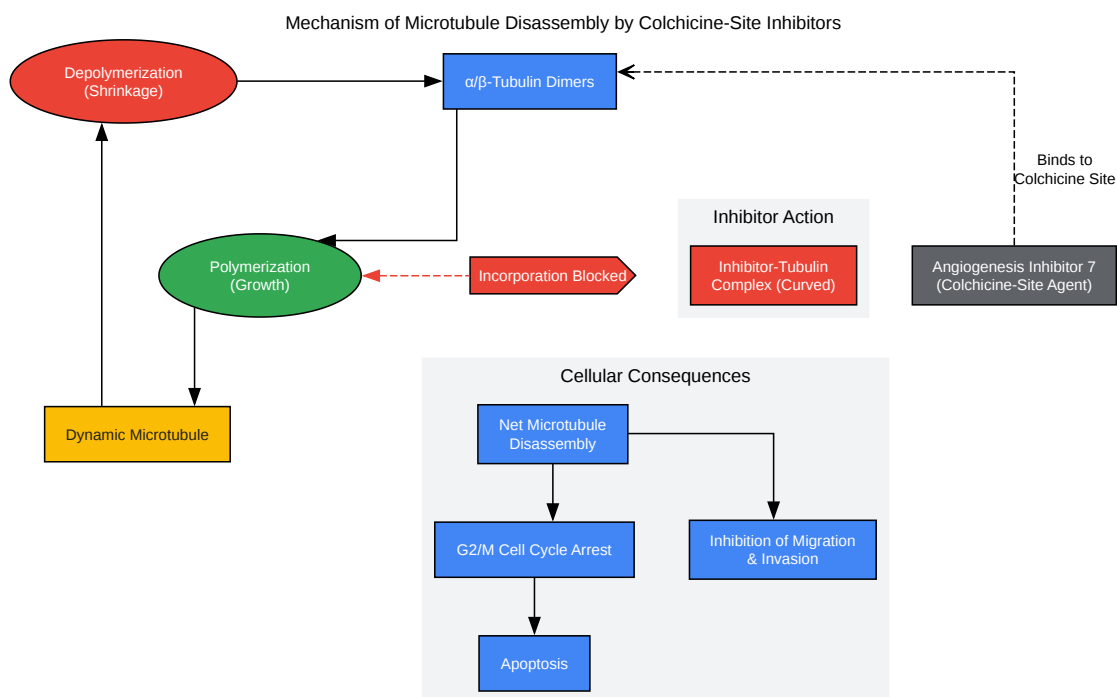 Mechanism of Microtubule Disassembly by Colchicine-Site Inhibitors
Depolymerization
(Shrinkage)
α/β-Tubulin Dimers
Binds to
Colchicine Site
Inhibitor Action
Polymerization
(Growth)
Incorporation Blocked
Inhibitor-Tubulin
Complex (Curved)
Angiogenesis Inhibitor 7
(Colchicine-Site Agent)
Cellular Consequences
Dynamic Microtubule
Net Microtubule
Disassembly
G2/M Cell Cycle Arrest
Inhibition of Migration
& Invasion
Apoptosis